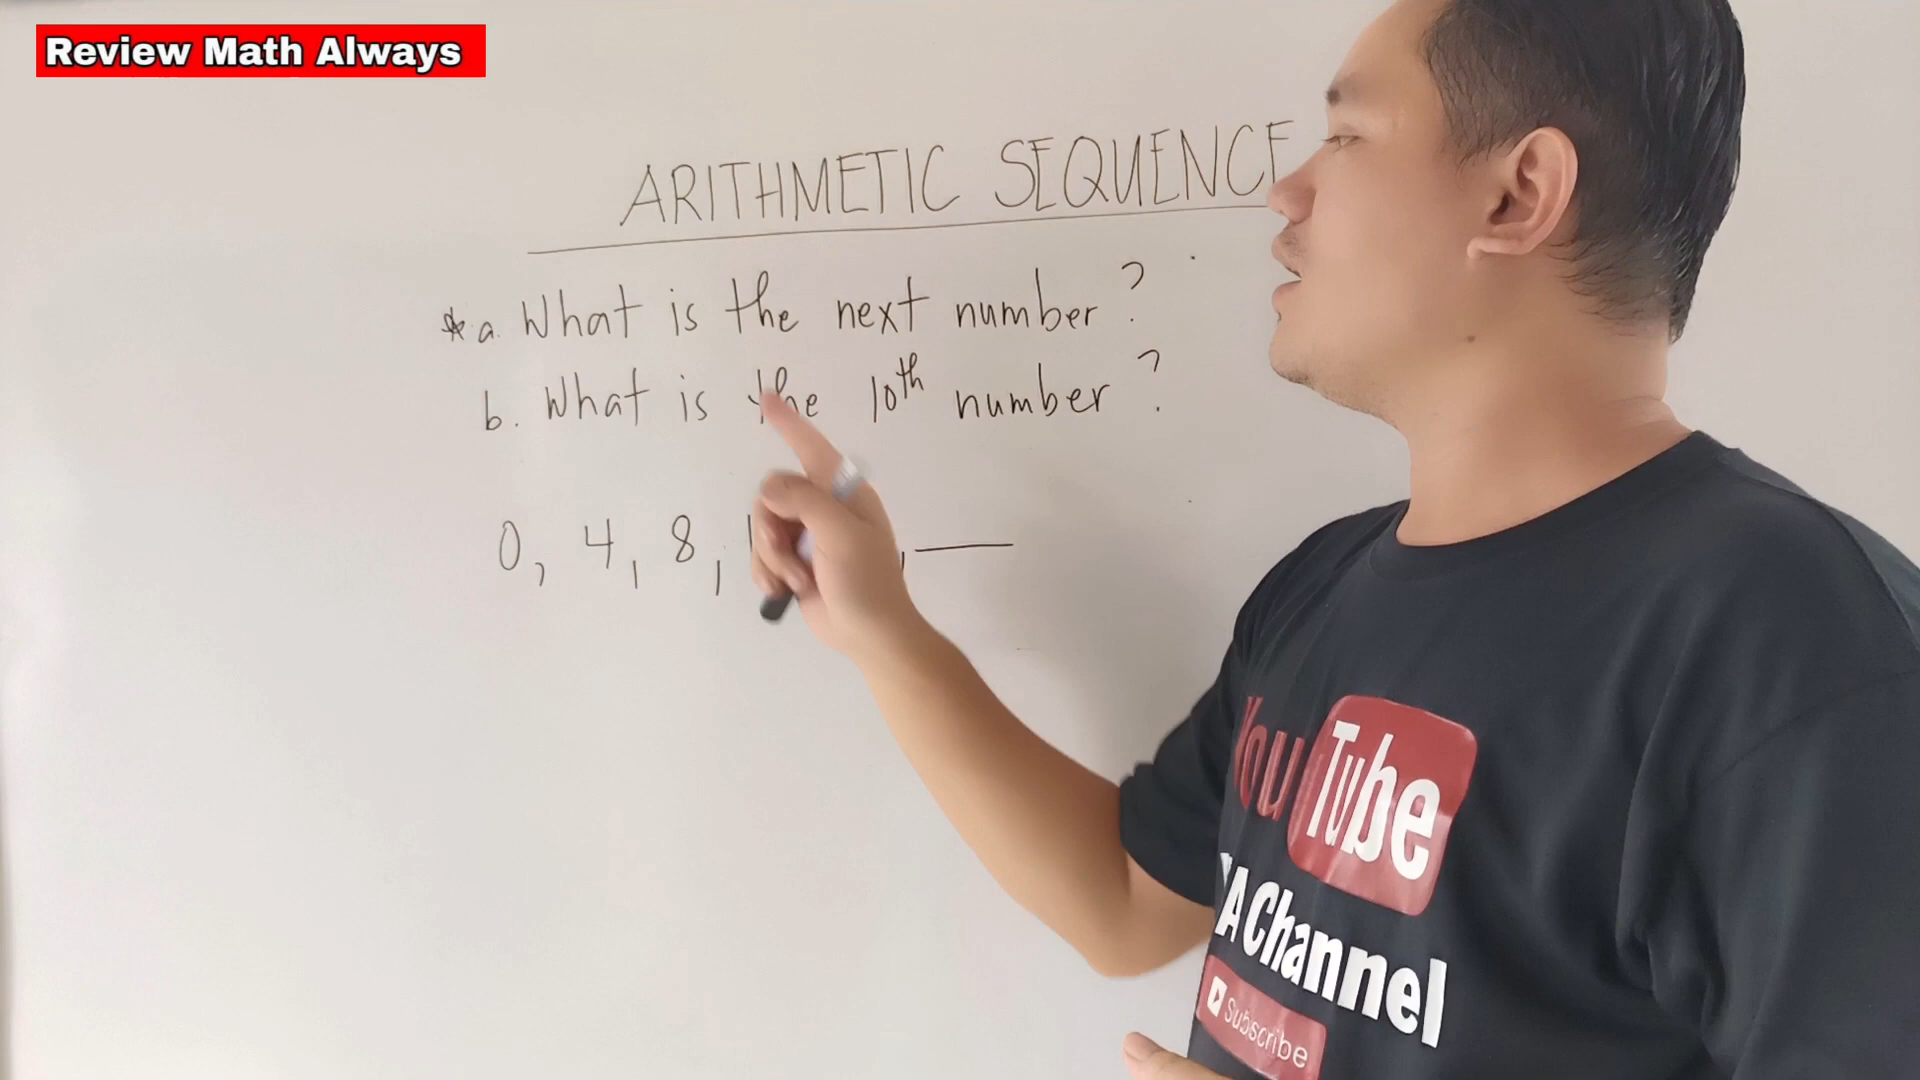 Review Math Always
ARITHMETIC SEQUENCE
* a. What is the next number?
b. What is the 10th number?
0, 4, 8, , ___
YouTube
A Channel
Subscribe